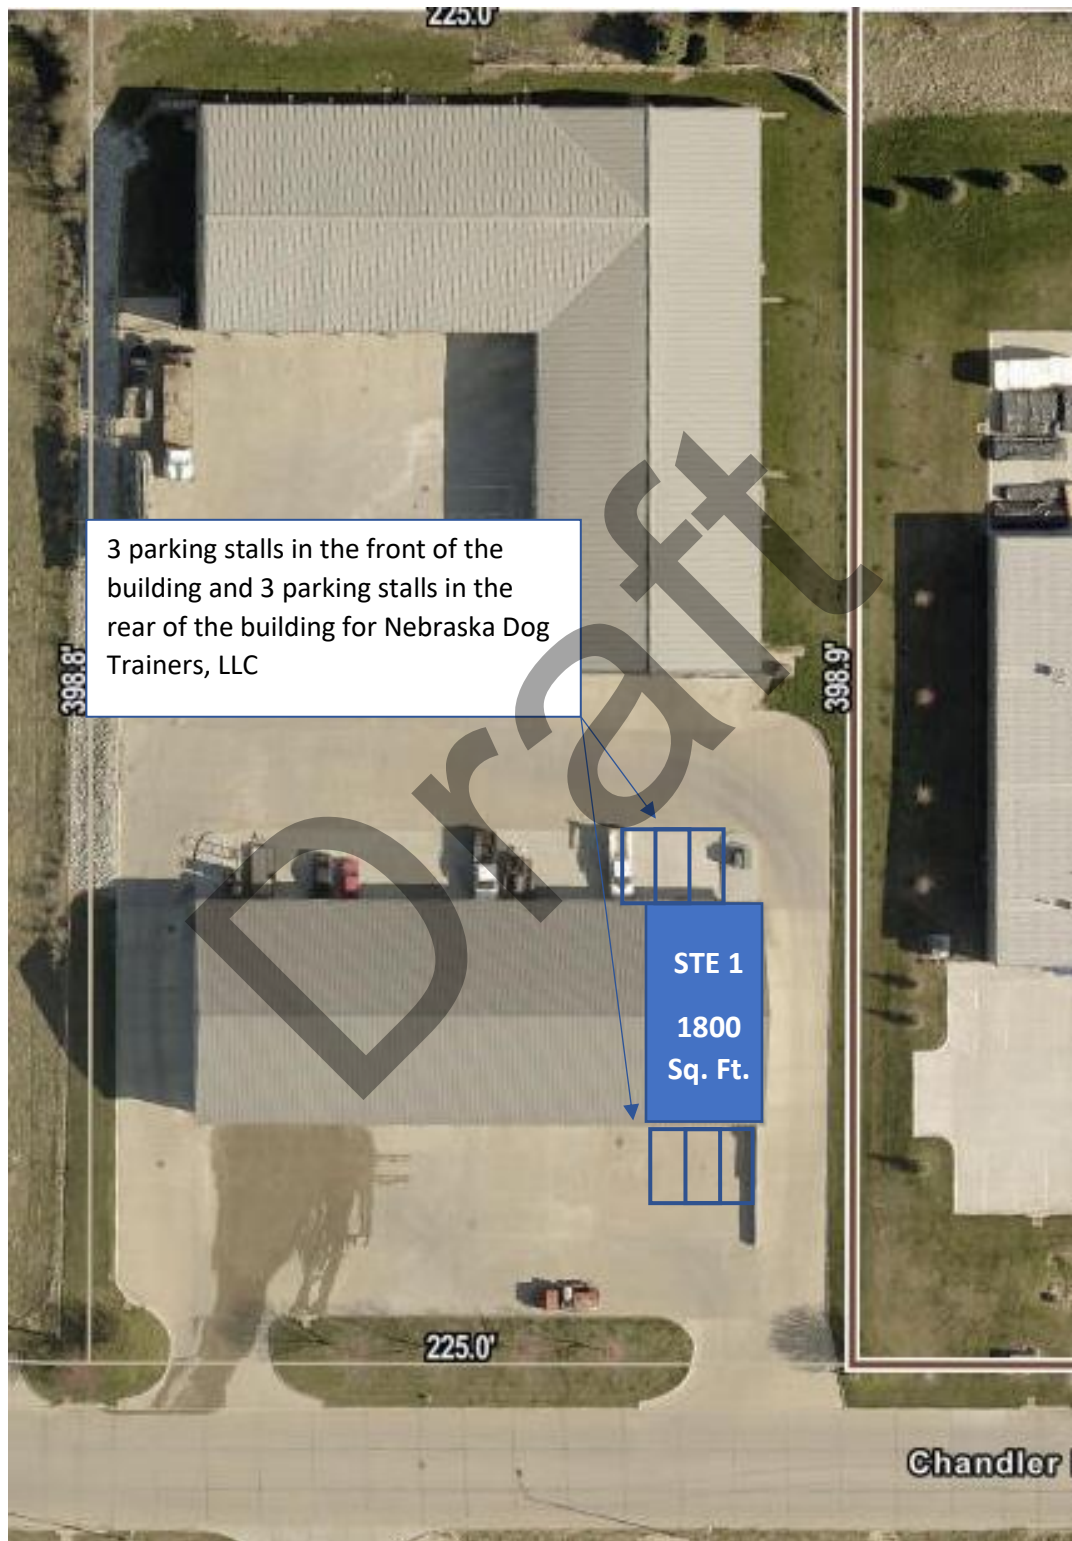 225.0'
3 parking stalls in the front of the
building and 3 parking stalls in the
rear of the building for Nebraska Dog
Trainers, LLC
398.8'
398.9'
Draft
STE 1
1800
Sq. Ft.
225.0'
Chandler